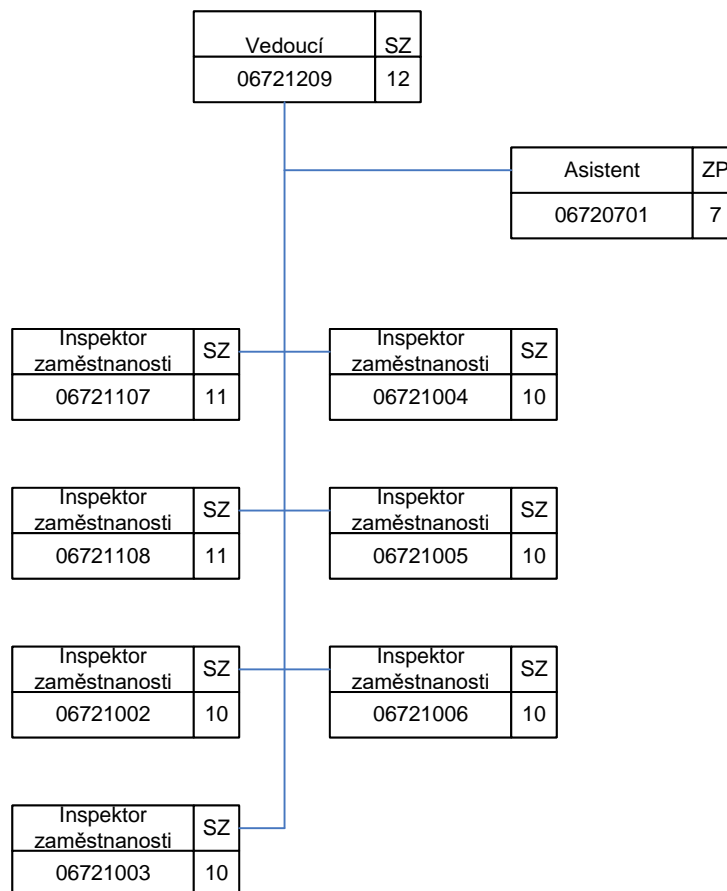 Vedoucí SZ
06721209 12
Asistent ZP
06720701 7
Inspektor
zaměstnanosti SZ
06721107 11
Inspektor
zaměstnanosti SZ
06721004 10
Inspektor
zaměstnanosti SZ
06721108 11
Inspektor
zaměstnanosti SZ
06721005 10
Inspektor
zaměstnanosti SZ
06721002 10
Inspektor
zaměstnanosti SZ
06721006 10
Inspektor
zaměstnanosti SZ
06721003 10